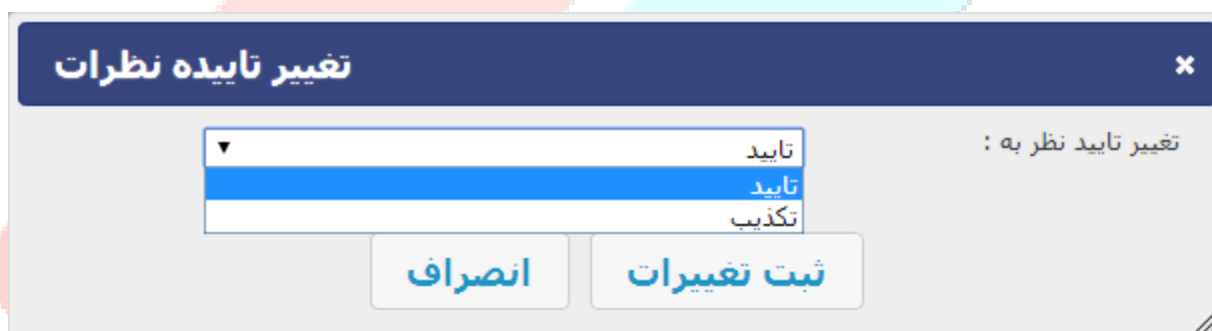 تغییر تاییده نظرات
تغییر تایید نظر به :
تایید
تایید
تکذیب
ثبت تغییرات
انصراف